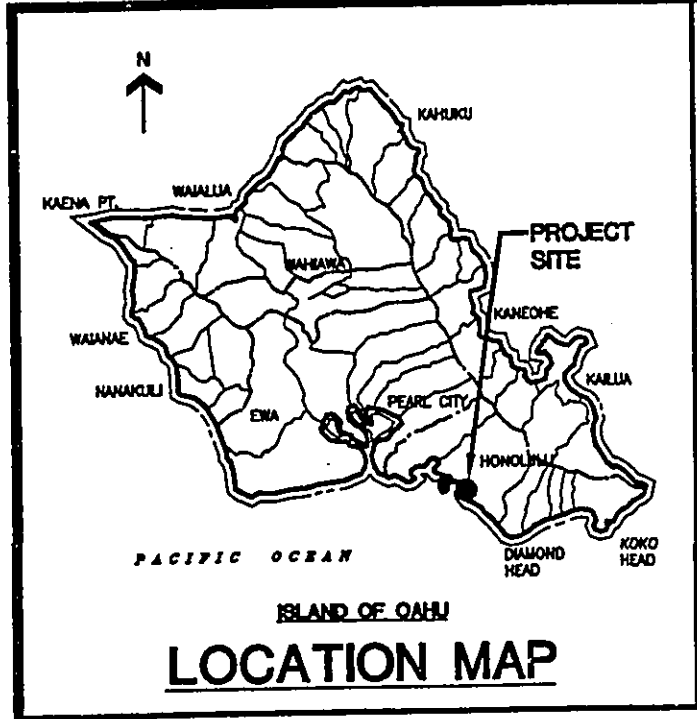 N
KAHUKU
WAIALUA
KAENA PT.
PROJECT
SITE
WAHIAWA
KANEOHE
WAIANAE
KAILUA
NANAKULI
PEARL CITY
EWA
HONOLULU
DIAMOND
HEAD
KOKO
HEAD
PACIFIC OCEAN
ISLAND OF OAHU
LOCATION MAP